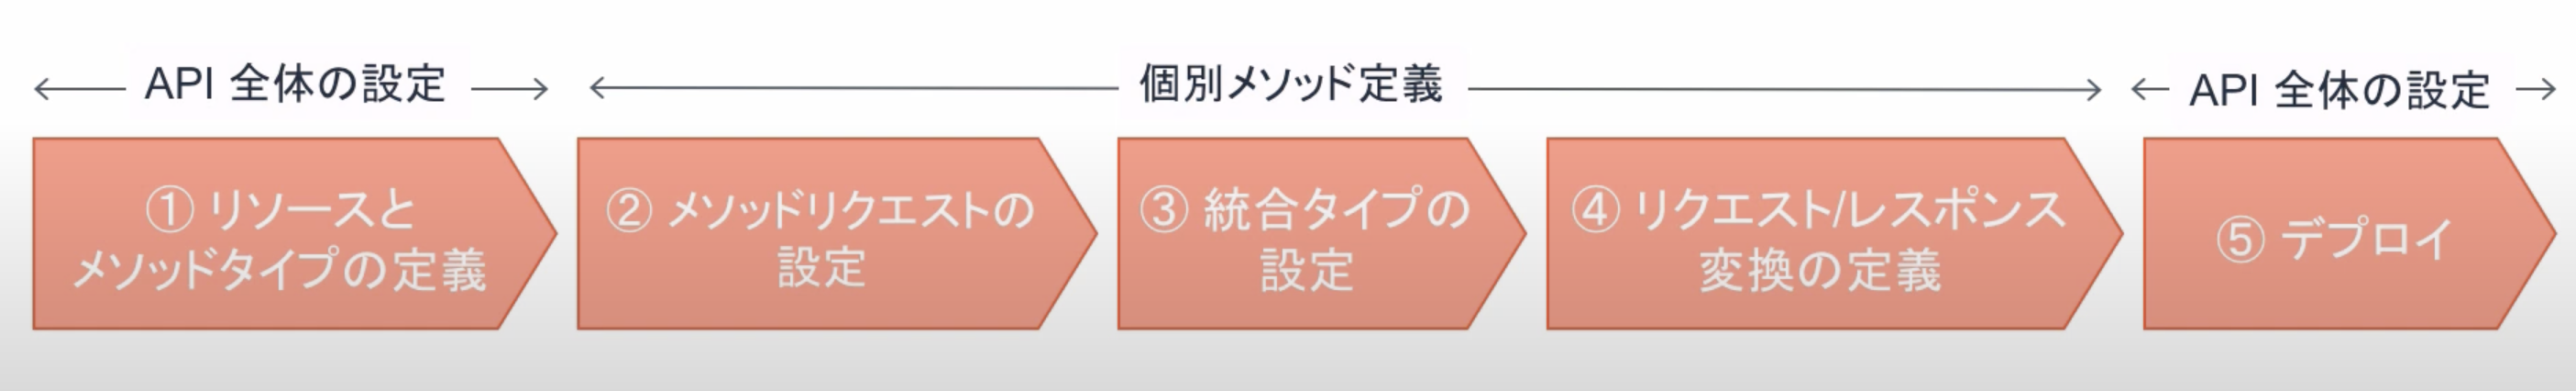 API 全体の設定
個別メソッド定義
API 全体の設定
① リソースと
メソッドタイプの定義
② メソッドリクエストの
設定
③ 統合タイプの
設定
④ リクエスト/レスポンス
変換の定義
⑤ デプロイ